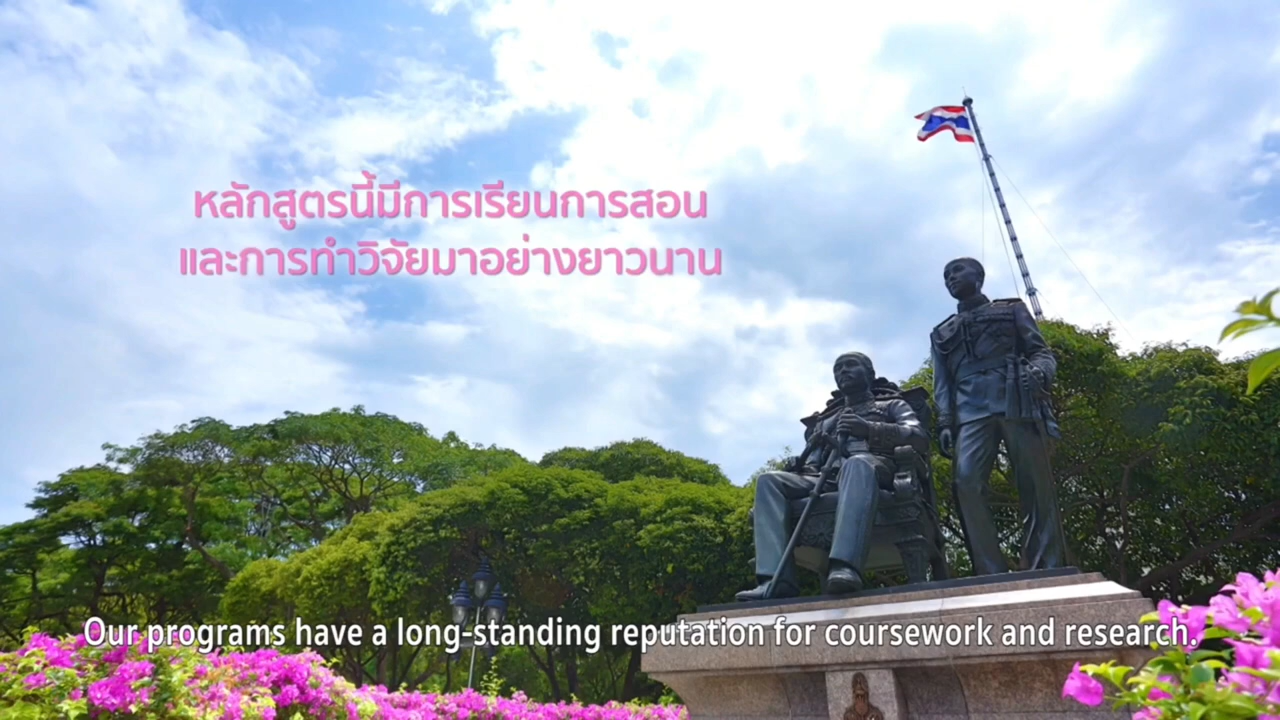 หลักสูตรนี้มีการเรียนการสอน
และการทำวิจัยมาอย่างยาวนาน
Our programs have a long-standing reputation for coursework and research.